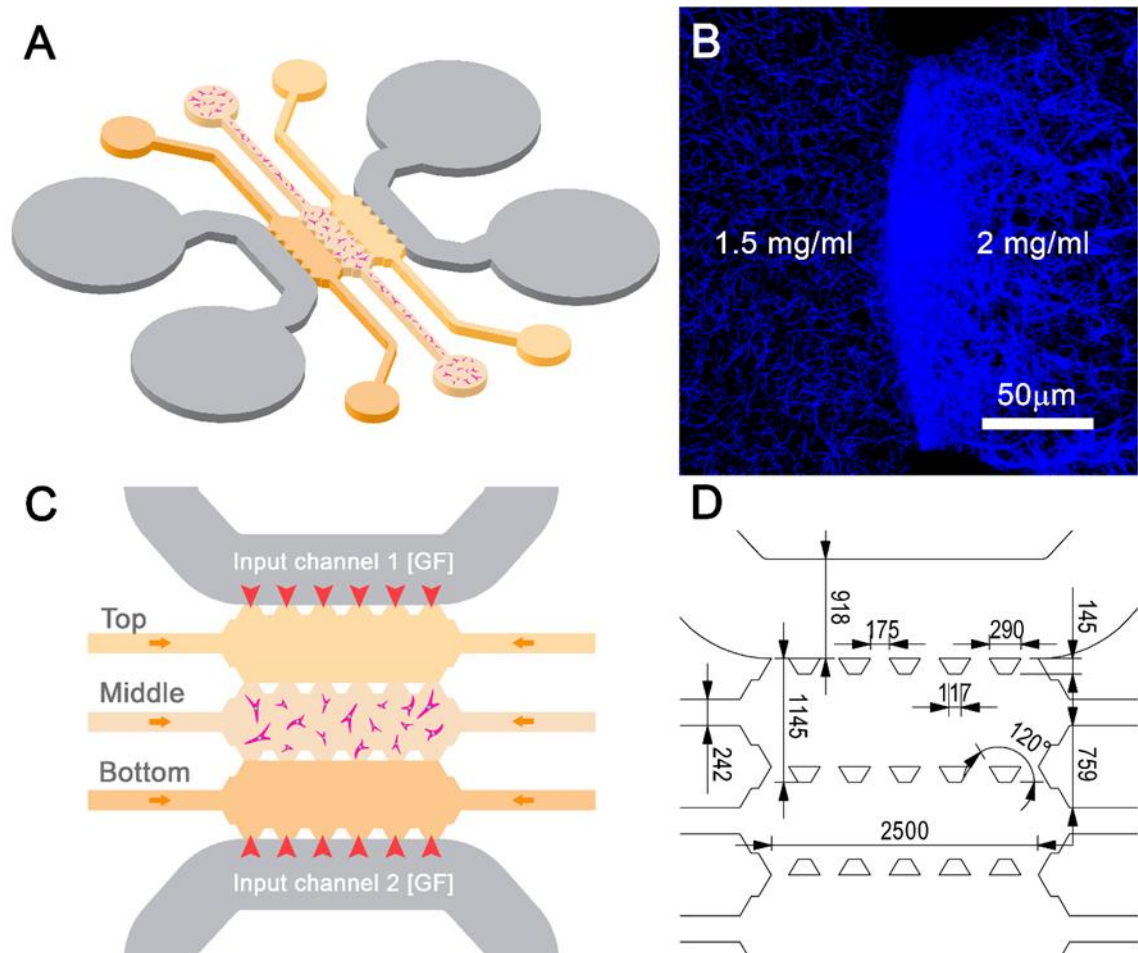 A
B
1.5 mg/ml
2 mg/ml
50μm
C
Input channel 1 [GF]
Top
Middle
Bottom
Input channel 2 [GF]
D
918
175
290
145
1145
117
242
120°
759
2500